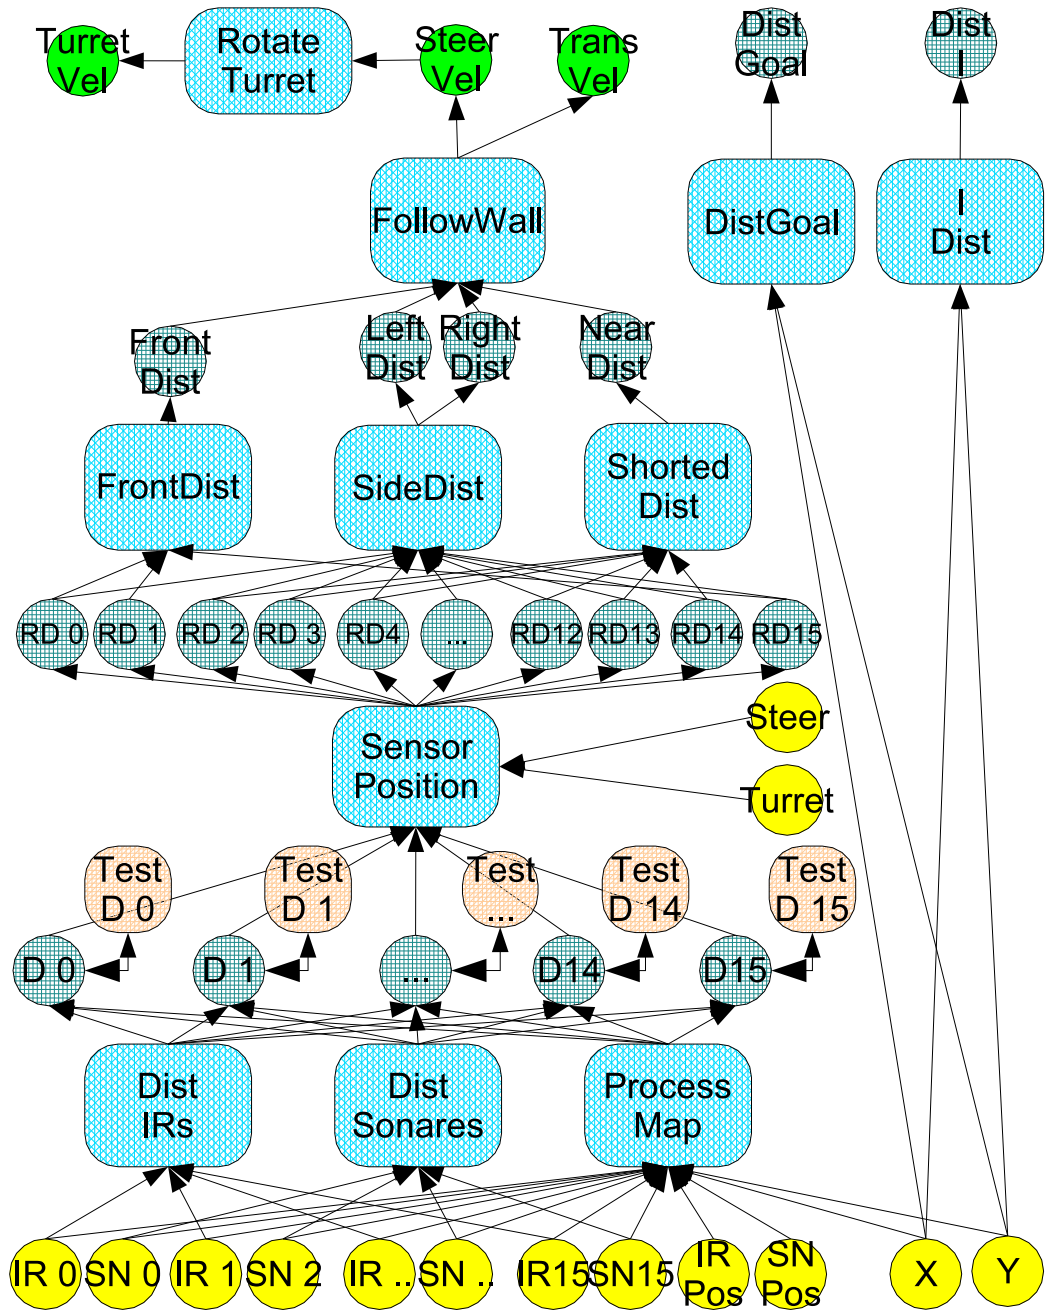 Turret
Vel
Rotate
Turret
Steer
Vel
Trans
Vel
Dist
Goal
Dist
I
FollowWall
DistGoal
I
Dist
Front
Dist
Left
Dist
Right
Dist
Near
Dist
FrontDist
SideDist
Shorted
Dist
RD 0
RD 1
RD 2
RD 3
RD4
...
RD12
RD13
RD14
RD15
Sensor
Position
Steer
Turret
Test
D 0
Test
D 1
Test
...
Test
D 14
Test
D 15
D 0
D 1
...
D14
D15
Dist
IRs
Dist
Sonares
Process
Map
IR 0
SN 0
IR 1
SN 2
IR ..
SN ..
IR15
SN15
IR
Pos
SN
Pos
X
Y